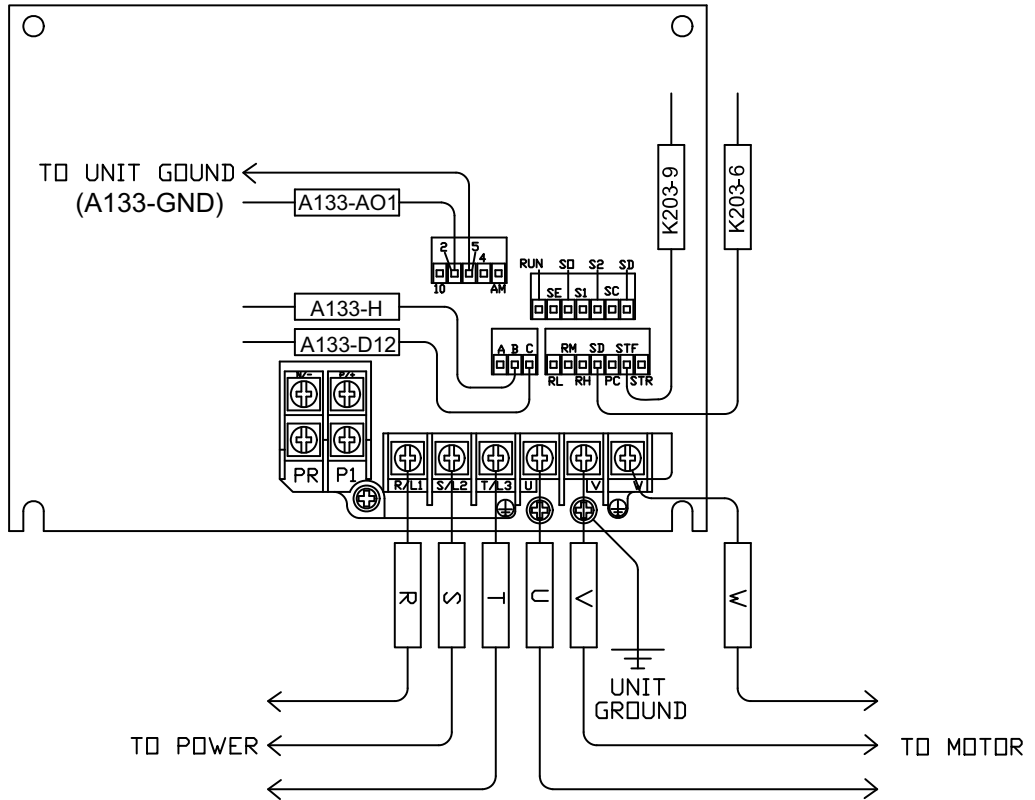 TO UNIT GOUND
(A133-GND)
A133-AO1
K203-9
K203-6
2 5
4
10 AM
RUN SO S2 SD
SE S1 SC
A133-H
A133-D12
A B C
RM SD STF
RL RH PC STR
N/- P/+
PR P1
R/L1 S/L2 T/L3 U V W
R S T U V W
UNIT
GROUND
TO POWER
TO MOTOR